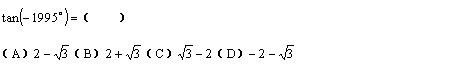 tan(−1995°)=（　　）
（A）2−√3（B）2+√3（C）√3−2（D）−2−√3